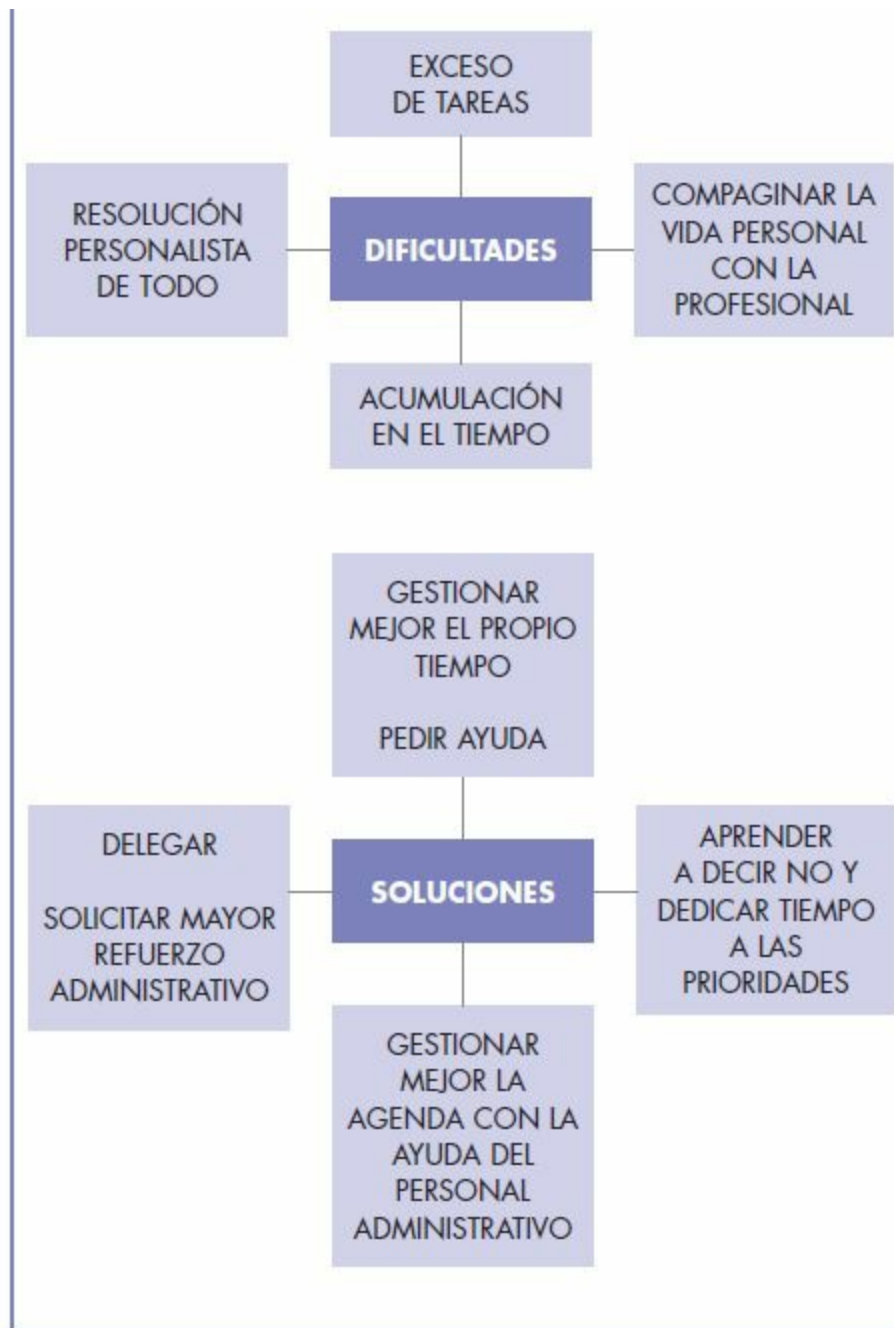 EXCESO
DE TAREAS
RESOLUCIÓN
PERSONALISTA
DE TODO
DIFICULTADES
COMPAGINAR LA
VIDA PERSONAL
CON LA
PROFESIONAL
ACUMULACIÓN
EN EL TIEMPO
GESTIONAR
MEJOR EL PROPIO
TIEMPO
PEDIR AYUDA
DELEGAR
SOLICITAR MAYOR
REFUERZO
ADMINISTRATIVO
SOLUCIONES
APRENDER
A DECIR NO Y
DEDICAR TIEMPO
A LAS
PRIORIDADES
GESTIONAR
MEJOR LA
AGENDA CON LA
AYUDA DEL
PERSONAL
ADMINISTRATIVO